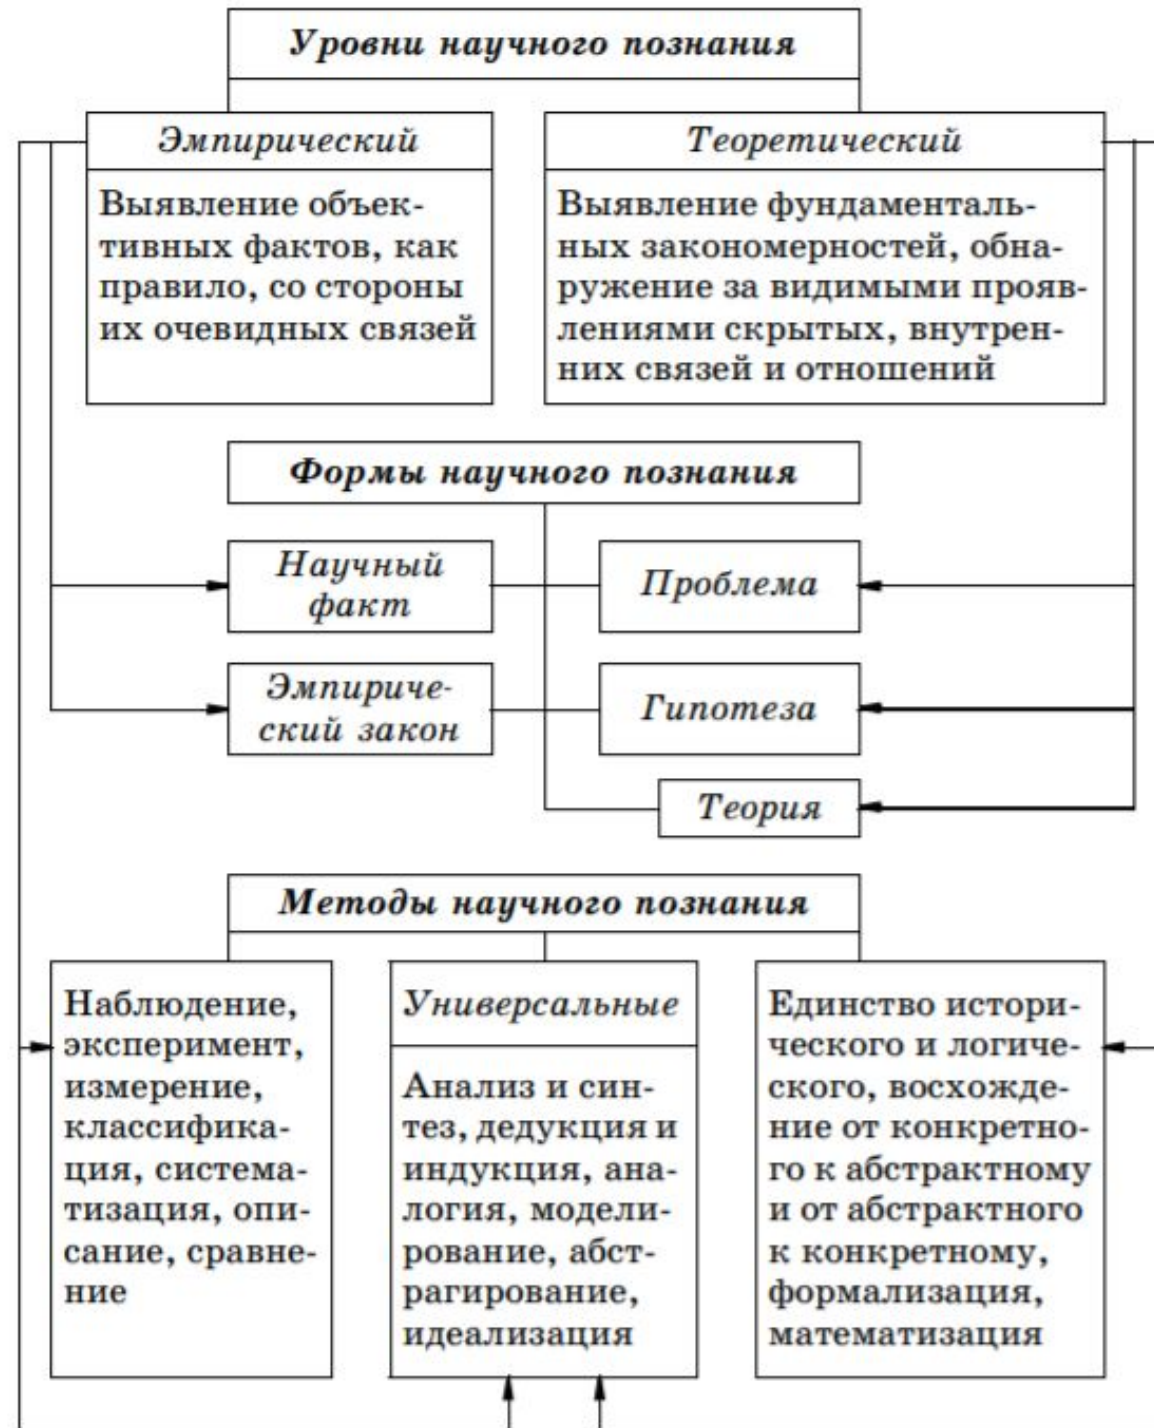 Уровни научного познания
Эмпирический
Выявление объек-
тивных фактов, как
правило, со стороны
их очевидных связей
Теоретический
Выявление фундаменталь-
ных закономерностей, обна-
ружение за видимыми прояв-
лениями скрытых, внутрен-
них связей и отношений
Формы научного познания
Научный
факт
Проблема
Эмпириче-
ский закон
Гипотеза
Теория
Методы научного познания
Наблюдение,
эксперимент,
измерение,
классифика-
ция, система-
тизация, опи-
сание, сравне-
ние
Универсальные
Анализ и син-
тез, дедукция и
индукция, ана-
логия, модели-
рование, абст-
рагирование,
идеализация
Единство истори-
ческого и логиче-
ского, восхожде-
ние от конкретно-
го к абстрактному
и от абстрактного
к конкретному,
формализация,
математизация